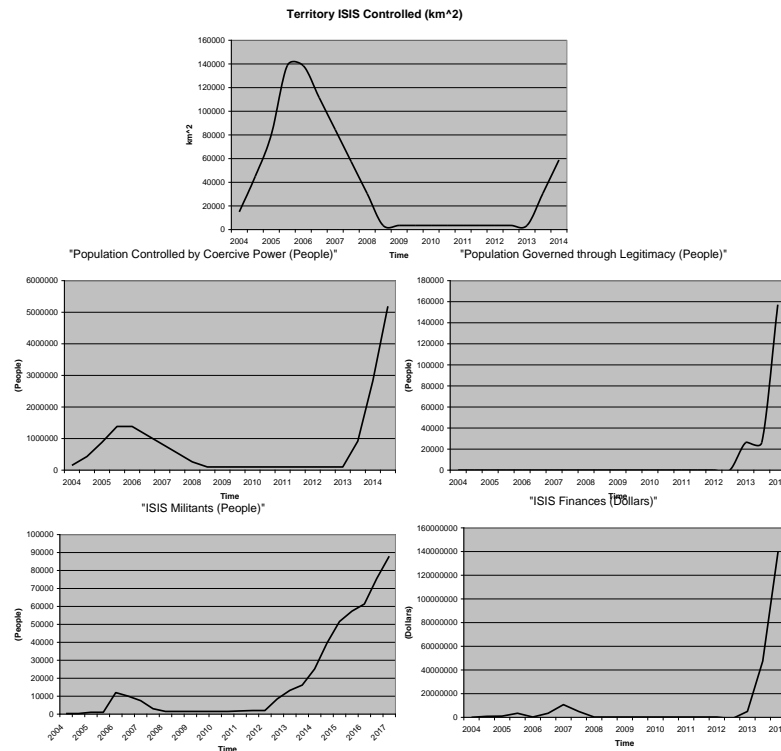 Territory ISIS Controlled (km^2)
160000
140000
120000
100000
80000
60000
40000
20000
0
km^2
2004 2005 2006 2007 2008 2009 2010 2011 2012 2013 2014
Time
"Population Controlled by Coercive Power (People)"
6000000
5000000
4000000
3000000
2000000
1000000
0
(People)
2004 2005 2006 2007 2008 2009 2010 2011 2012 2013 2014
Time
"Population Governed through Legitimacy (People)"
180000
160000
140000
120000
100000
80000
60000
40000
20000
0
(People)
2004 2005 2006 2007 2008 2009 2010 2011 2012 2013
Time
"ISIS Militants (People)"
100000
90000
80000
70000
60000
50000
40000
30000
20000
10000
0
(People)
2004 2005 2005 2006 2007 2008 2009 2010 2011 2012 2013 2014 2015 2016 2017
Time
"ISIS Finances (Dollars)"
160000000
140000000
120000000
100000000
80000000
60000000
40000000
20000000
0
(Dollars)
2004 2005 2006 2007 2008 2009 2010 2011 2012 2013
Time